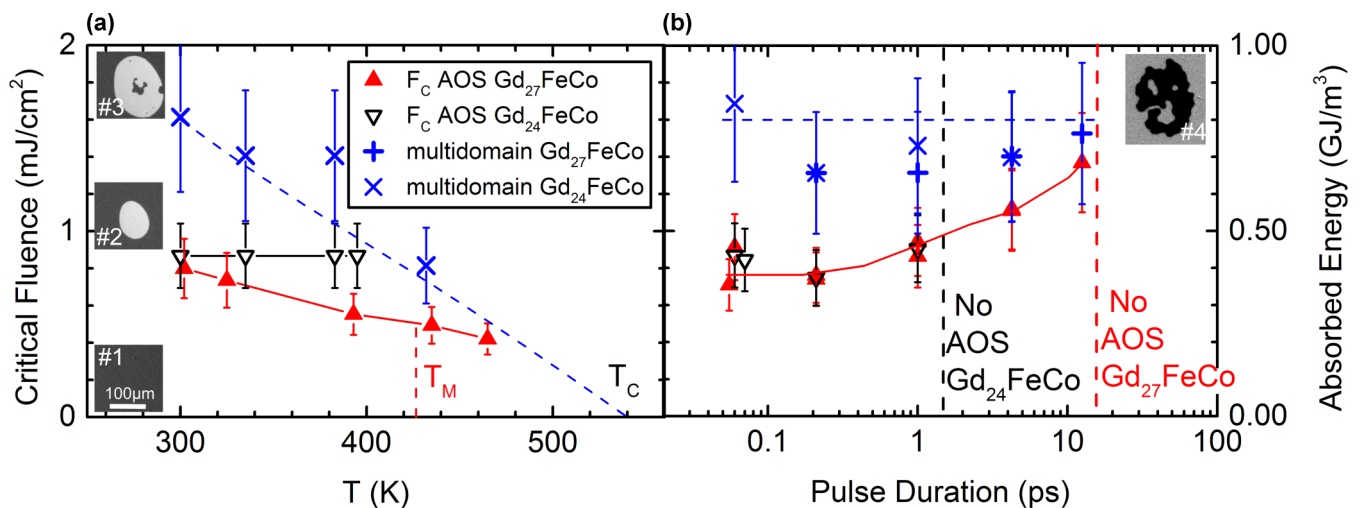 (a)
(b)
2
1
0
Critical Fluence (mJ/cm²)
#3
#2
#1
100μm
F_C AOS Gd₂₇FeCo
F_C AOS Gd₂₄FeCo
multidomain Gd₂₇FeCo
multidomain Gd₂₄FeCo
T_M
T_C
300
400
500
T (K)
#4
No
AOS
Gd₂₄FeCo
No
AOS
Gd₂₇FeCo
0.1
1
10
100
Pulse Duration (ps)
1.00
0.50
0.00
Absorbed Energy (GJ/m³)